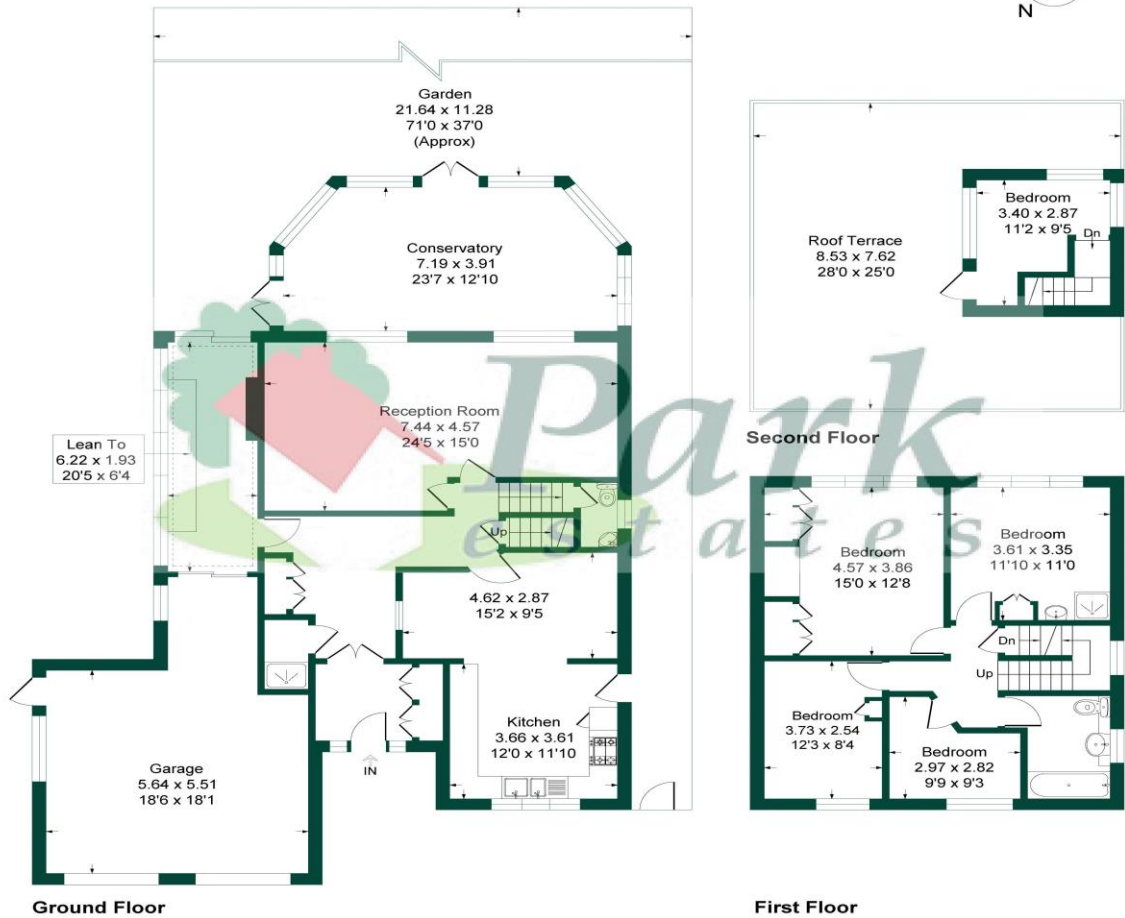 N
Garden
21.64 x 11.28
71'0 x 37'0
(Approx)
Conservatory
7.19 x 3.91
23'7 x 12'10
Reception Room
7.44 x 4.57
24'5 x 15'0
Lean To
6.22 x 1.93
20'5 x 6'4
Up
4.62 x 2.87
15'2 x 9'5
Kitchen
3.66 x 3.61
12'0 x 11'10
IN
Garage
5.64 x 5.51
18'6 x 18'1
Ground Floor
Bedroom
3.40 x 2.87
11'2 x 9'5
Dn
Roof Terrace
8.53 x 7.62
28'0 x 25'0
Second Floor
Park
estates
Bedroom
4.57 x 3.86
15'0 x 12'8
Bedroom
3.61 x 3.35
11'10 x 11'0
Dn
Up
Bedroom
3.73 x 2.54
12'3 x 8'4
Bedroom
2.97 x 2.82
9'9 x 9'3
First Floor